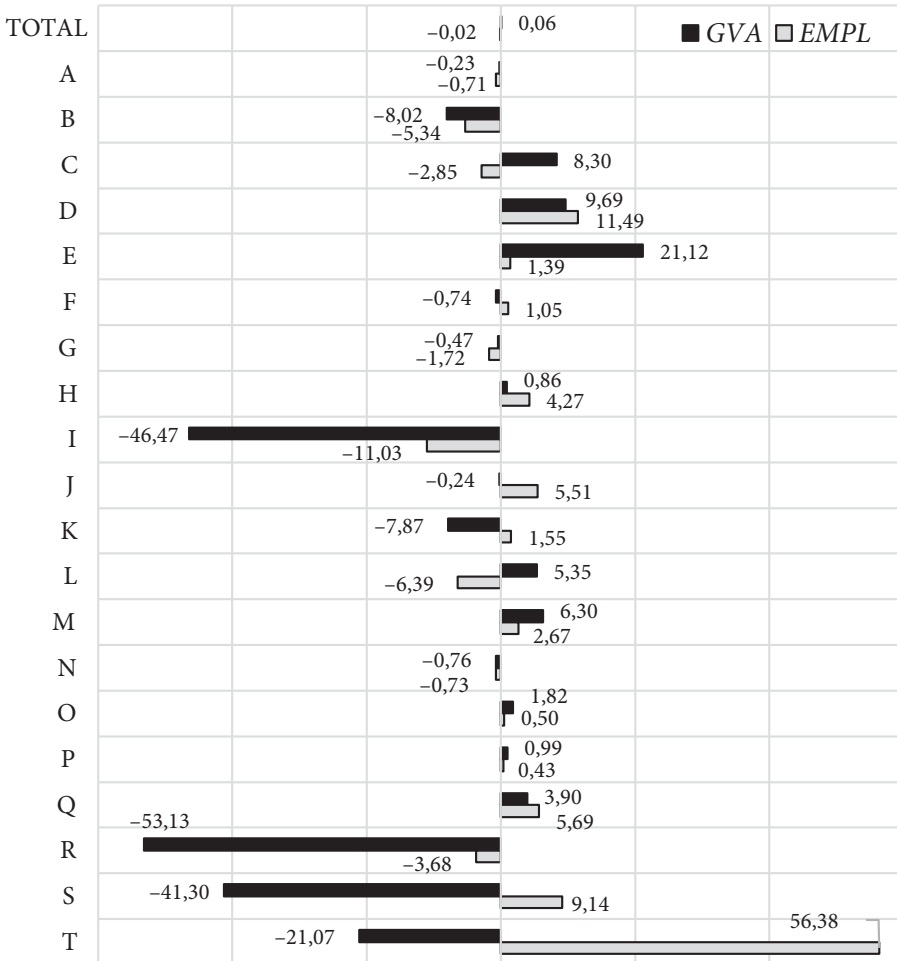 TOTAL
0,06
–0,02
GVA EMPL
A
–0,23
–0,71
B
–8,02
–5,34
C
8,30
–2,85
D
9,69
11,49
E
21,12
1,39
F
–0,74
1,05
G
–0,47
–1,72
H
0,86
4,27
I
–46,47
–11,03
J
–0,24
5,51
K
–7,87
1,55
L
5,35
–6,39
M
6,30
2,67
N
–0,76
–0,73
O
1,82
0,50
P
0,99
0,43
Q
3,90
5,69
R
–53,13
–3,68
S
–41,30
9,14
T
–21,07
56,38